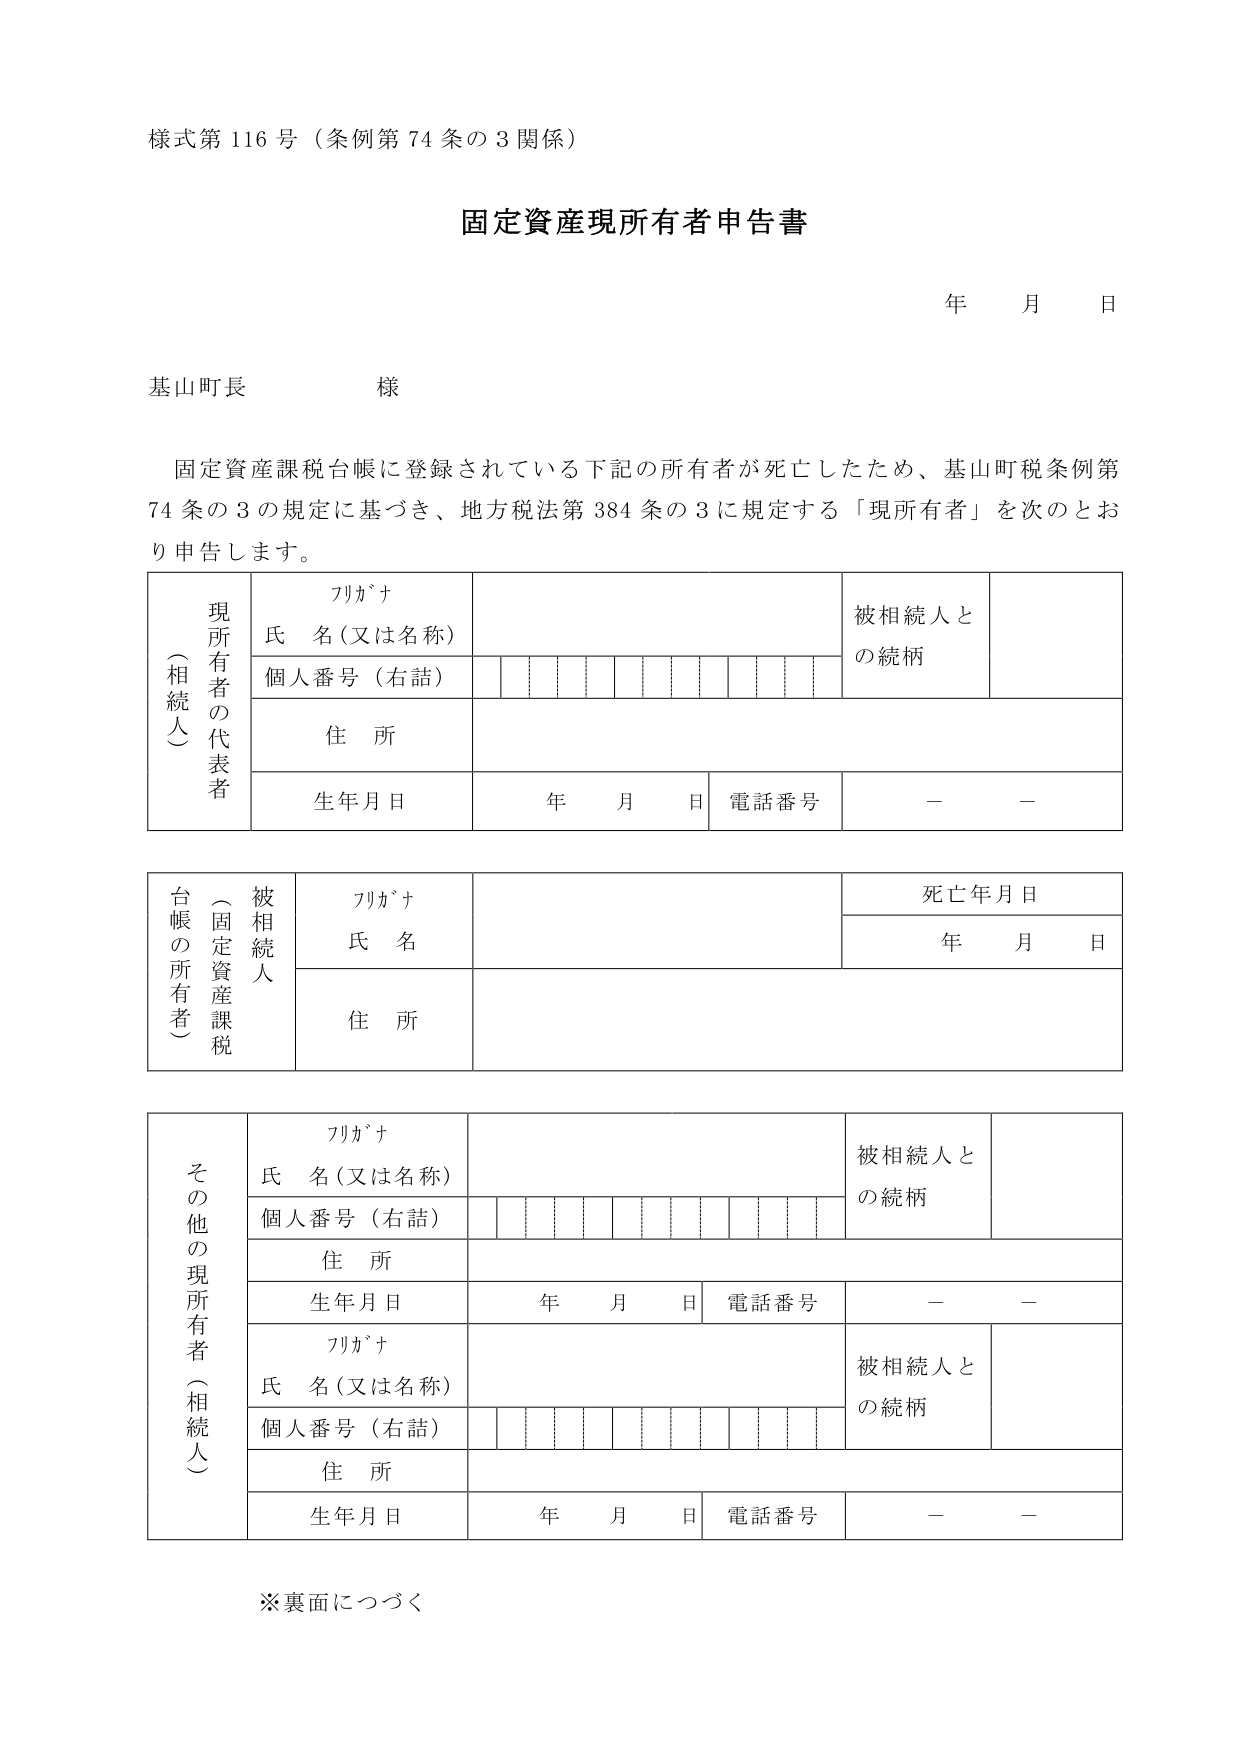 様式第 116 号（条例第 74 条の３関係）
固定資産現所有者申告書
年　月　日
基山町長　　　　　様
固定資産課税台帳に登録されている下記の所有者が死亡したため、基山町税条例第
74 条の３の規定に基づき、地方税法第 384 条の３に規定する「現所有者」を次のとお
り申告します。
現所有者の代表者
（相続人）
ﾌﾘｶﾞﾅ
氏　名(又は名称)
被相続人と
の続柄
個人番号（右詰）
住　所
生年月日　年　月　日　電話番号　－　－
被相続人
（固定資産課税
台帳の所有者）
ﾌﾘｶﾞﾅ
氏　名
死亡年月日
年　月　日
住　所
その他の現所有者（相続人）
ﾌﾘｶﾞﾅ
氏　名(又は名称)
被相続人と
の続柄
個人番号（右詰）
住　所
生年月日　年　月　日　電話番号　－　－
ﾌﾘｶﾞﾅ
氏　名(又は名称)
被相続人と
の続柄
個人番号（右詰）
住　所
生年月日　年　月　日　電話番号　－　－
※裏面につづく